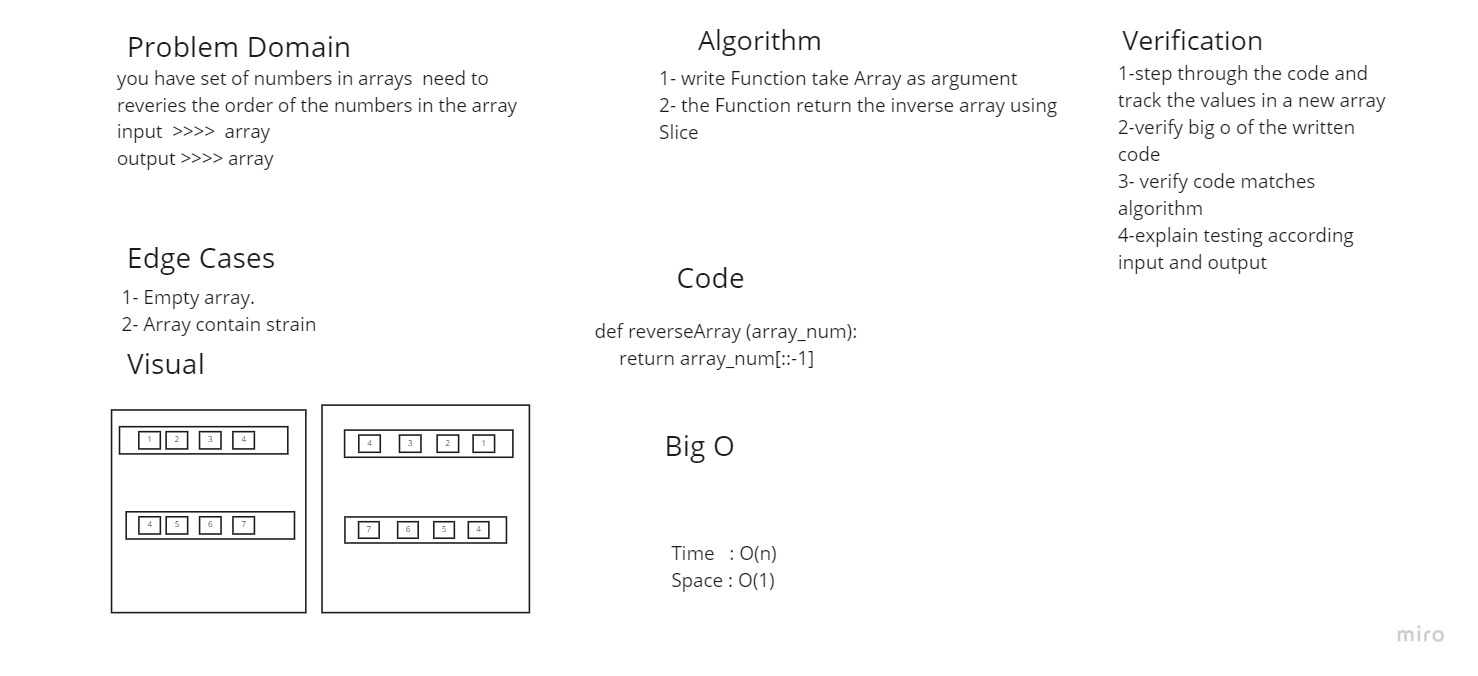 Problem Domain
you have set of numbers in arrays need to
reveries the order of the numbers in the array
input >>>> array
output >>>> array
Edge Cases
1- Empty array.
2- Array contain strain
Visual
1 2 3 4
4 5 6 7
4 3 2 1
7 6 5 4
Algorithm
1- write Function take Array as argument
2- the Function return the inverse array using
Slice
Code
def reverseArray (array_num):
return array_num[::-1]
Big O
Time : O(n)
Space : O(1)
Verification
1-step through the code and
track the values in a new array
2-verify big o of the written
code
3- verify code matches
algorithm
4-explain testing according
input and output
miro